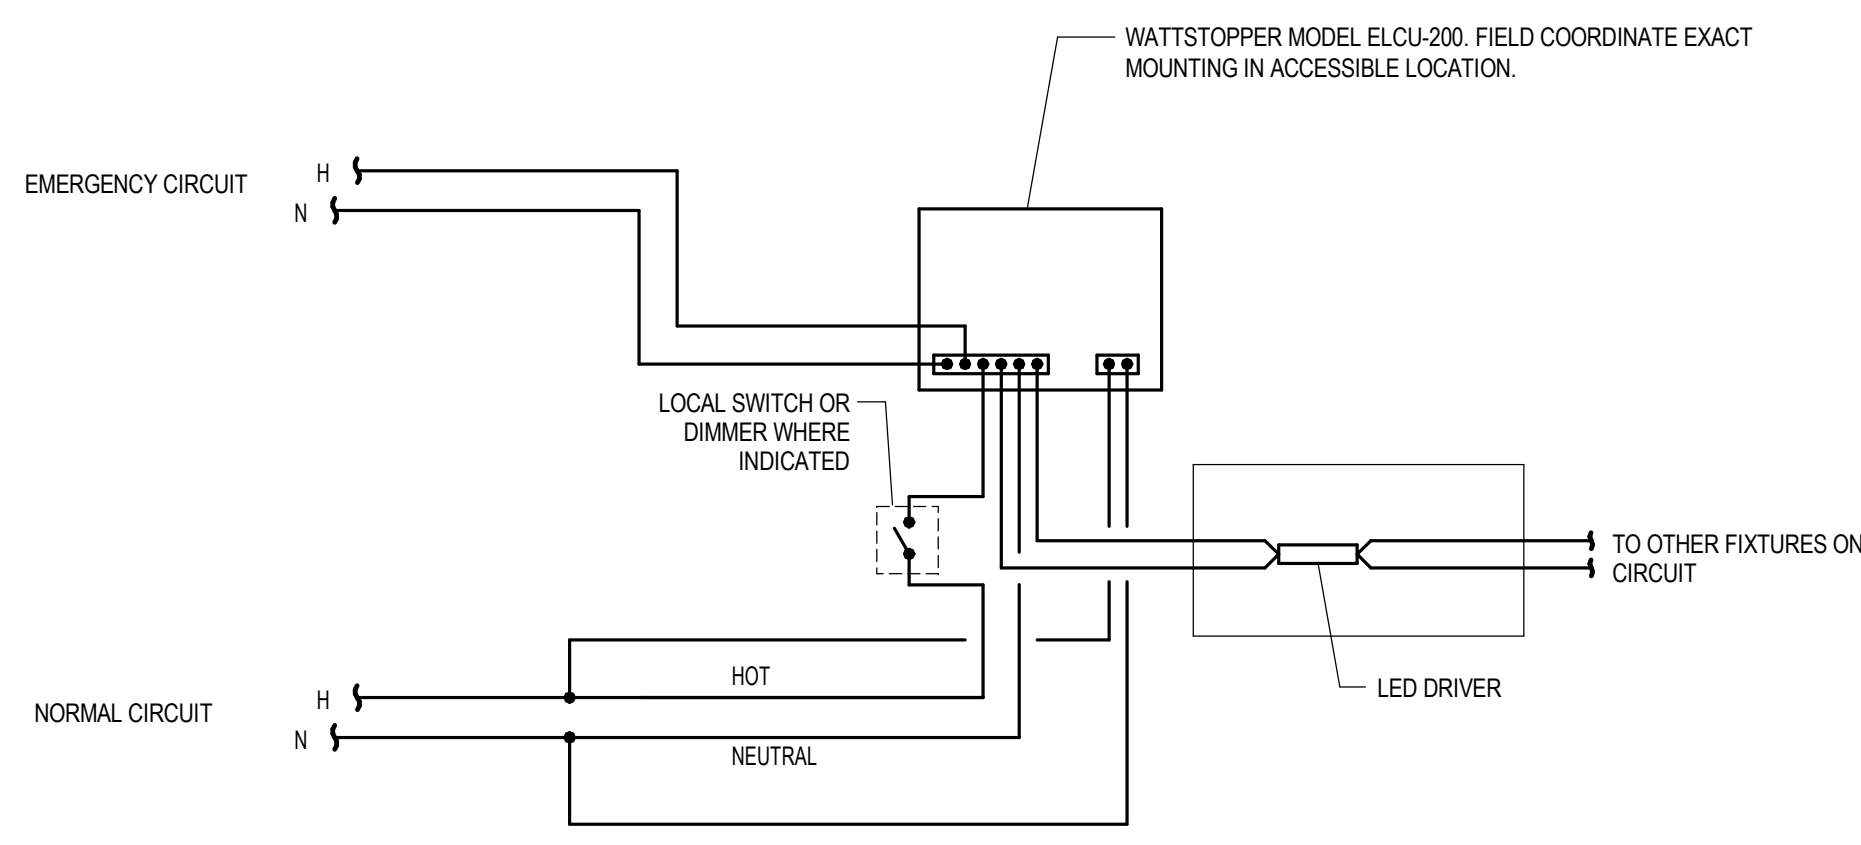 WATTSTOPPER MODEL ELCU-200. FIELD COORDINATE EXACT
MOUNTING IN ACCESSIBLE LOCATION.
EMERGENCY CIRCUIT
H
N
LOCAL SWITCH OR
DIMMER WHERE
INDICATED
TO OTHER FIXTURES ON
CIRCUIT
LED DRIVER
NORMAL CIRCUIT
H
N
HOT
NEUTRAL